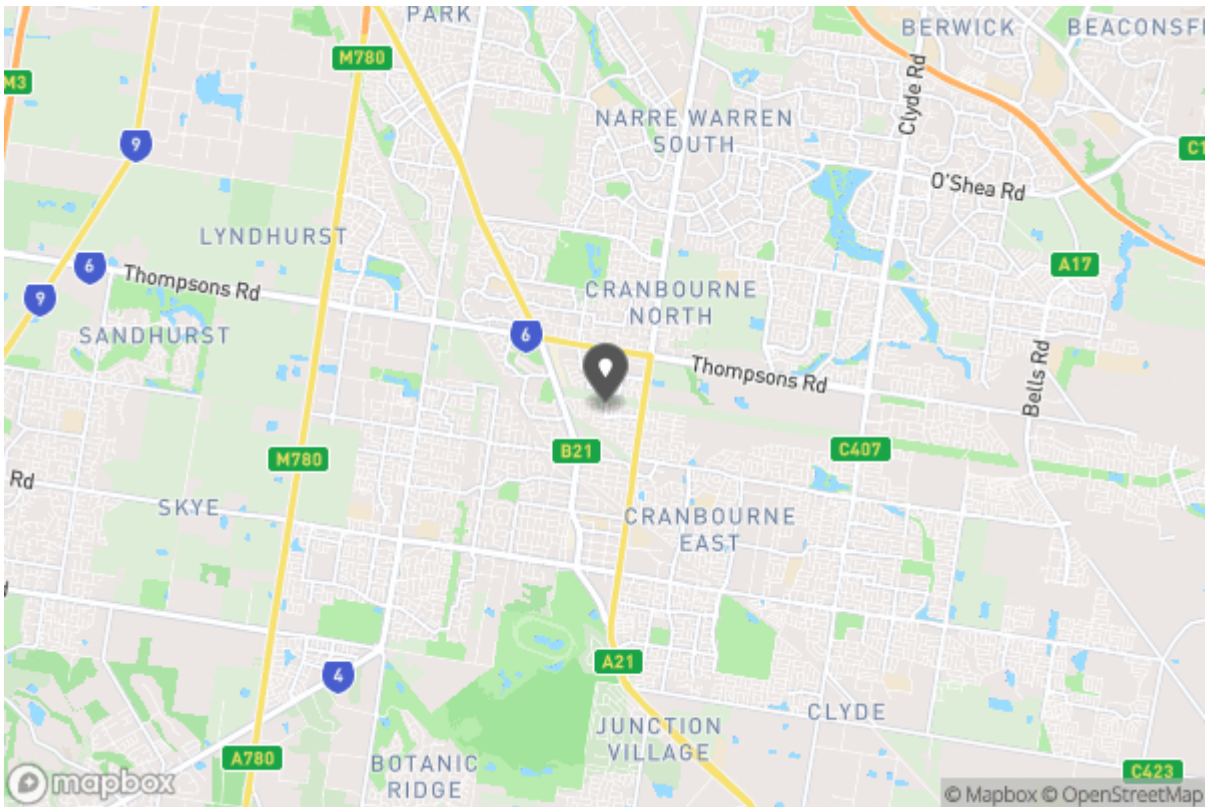 PARK
BERWICK
BEACONSFI
M780
M3
Clyde Rd
NARRE WARREN
SOUTH
9
C1
O'Shea Rd
LYNDHURST
6
Thompsons Rd
A17
9
CRANBOURNE
NORTH
SANDHURST
6
Thompsons Rd
Bells Rd
B21
C407
M780
Rd
SKYE
CRANBOURNE
EAST
A21
4
CLYDE
JUNCTION
VILLAGE
A780
BOTANIC
RIDGE
C423
mapbox
© Mapbox © OpenStreetMap